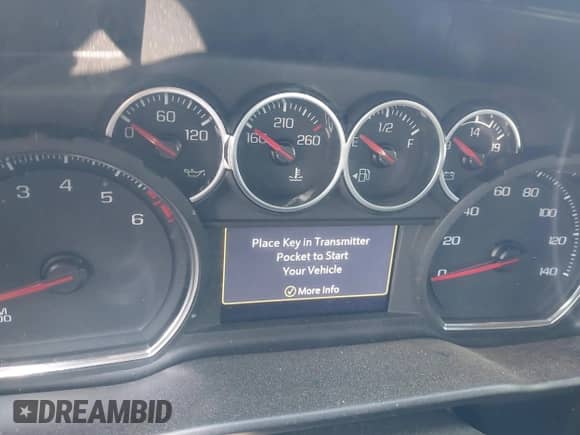 0 60 120
160 210 260
E 1/2 F
9 14 19
3 4 5 6
Place Key in Transmitter
Pocket to Start
Your Vehicle
More Info
0 20 40 60 80 100 120 140
DREAMBID